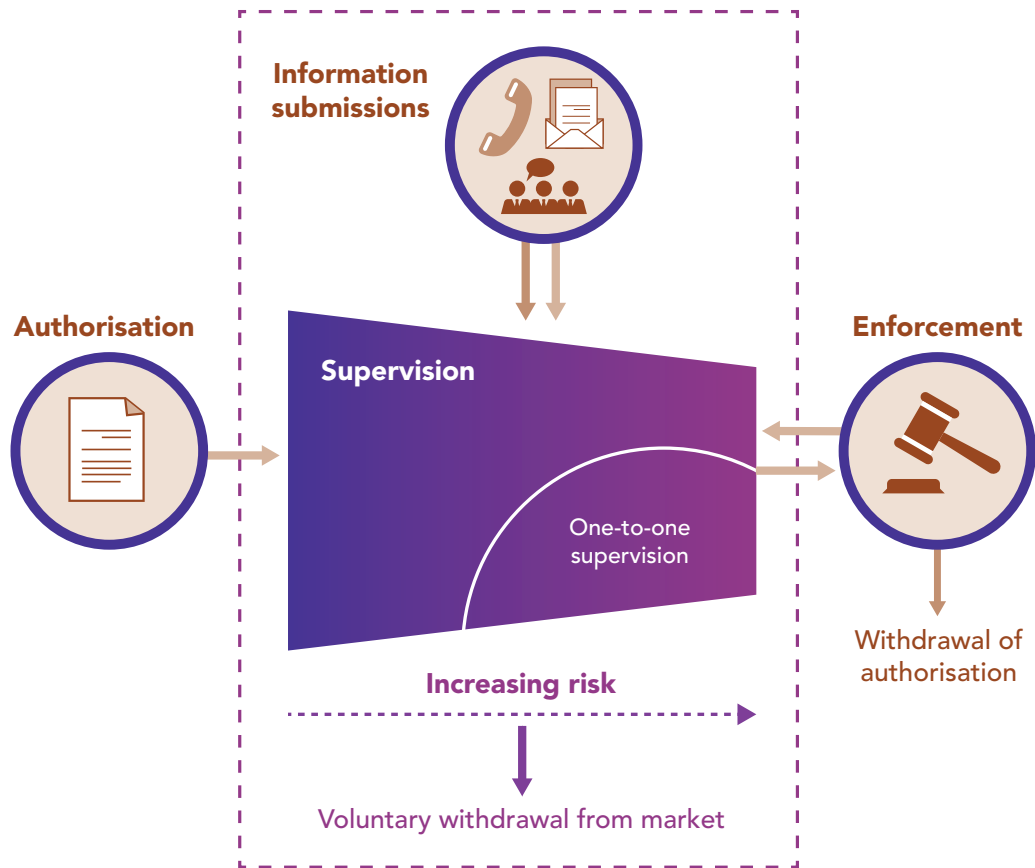 Information
submissions
Authorisation
Enforcement
Supervision
One-to-one
supervision
Withdrawal of
authorisation
Increasing risk
Voluntary withdrawal from market